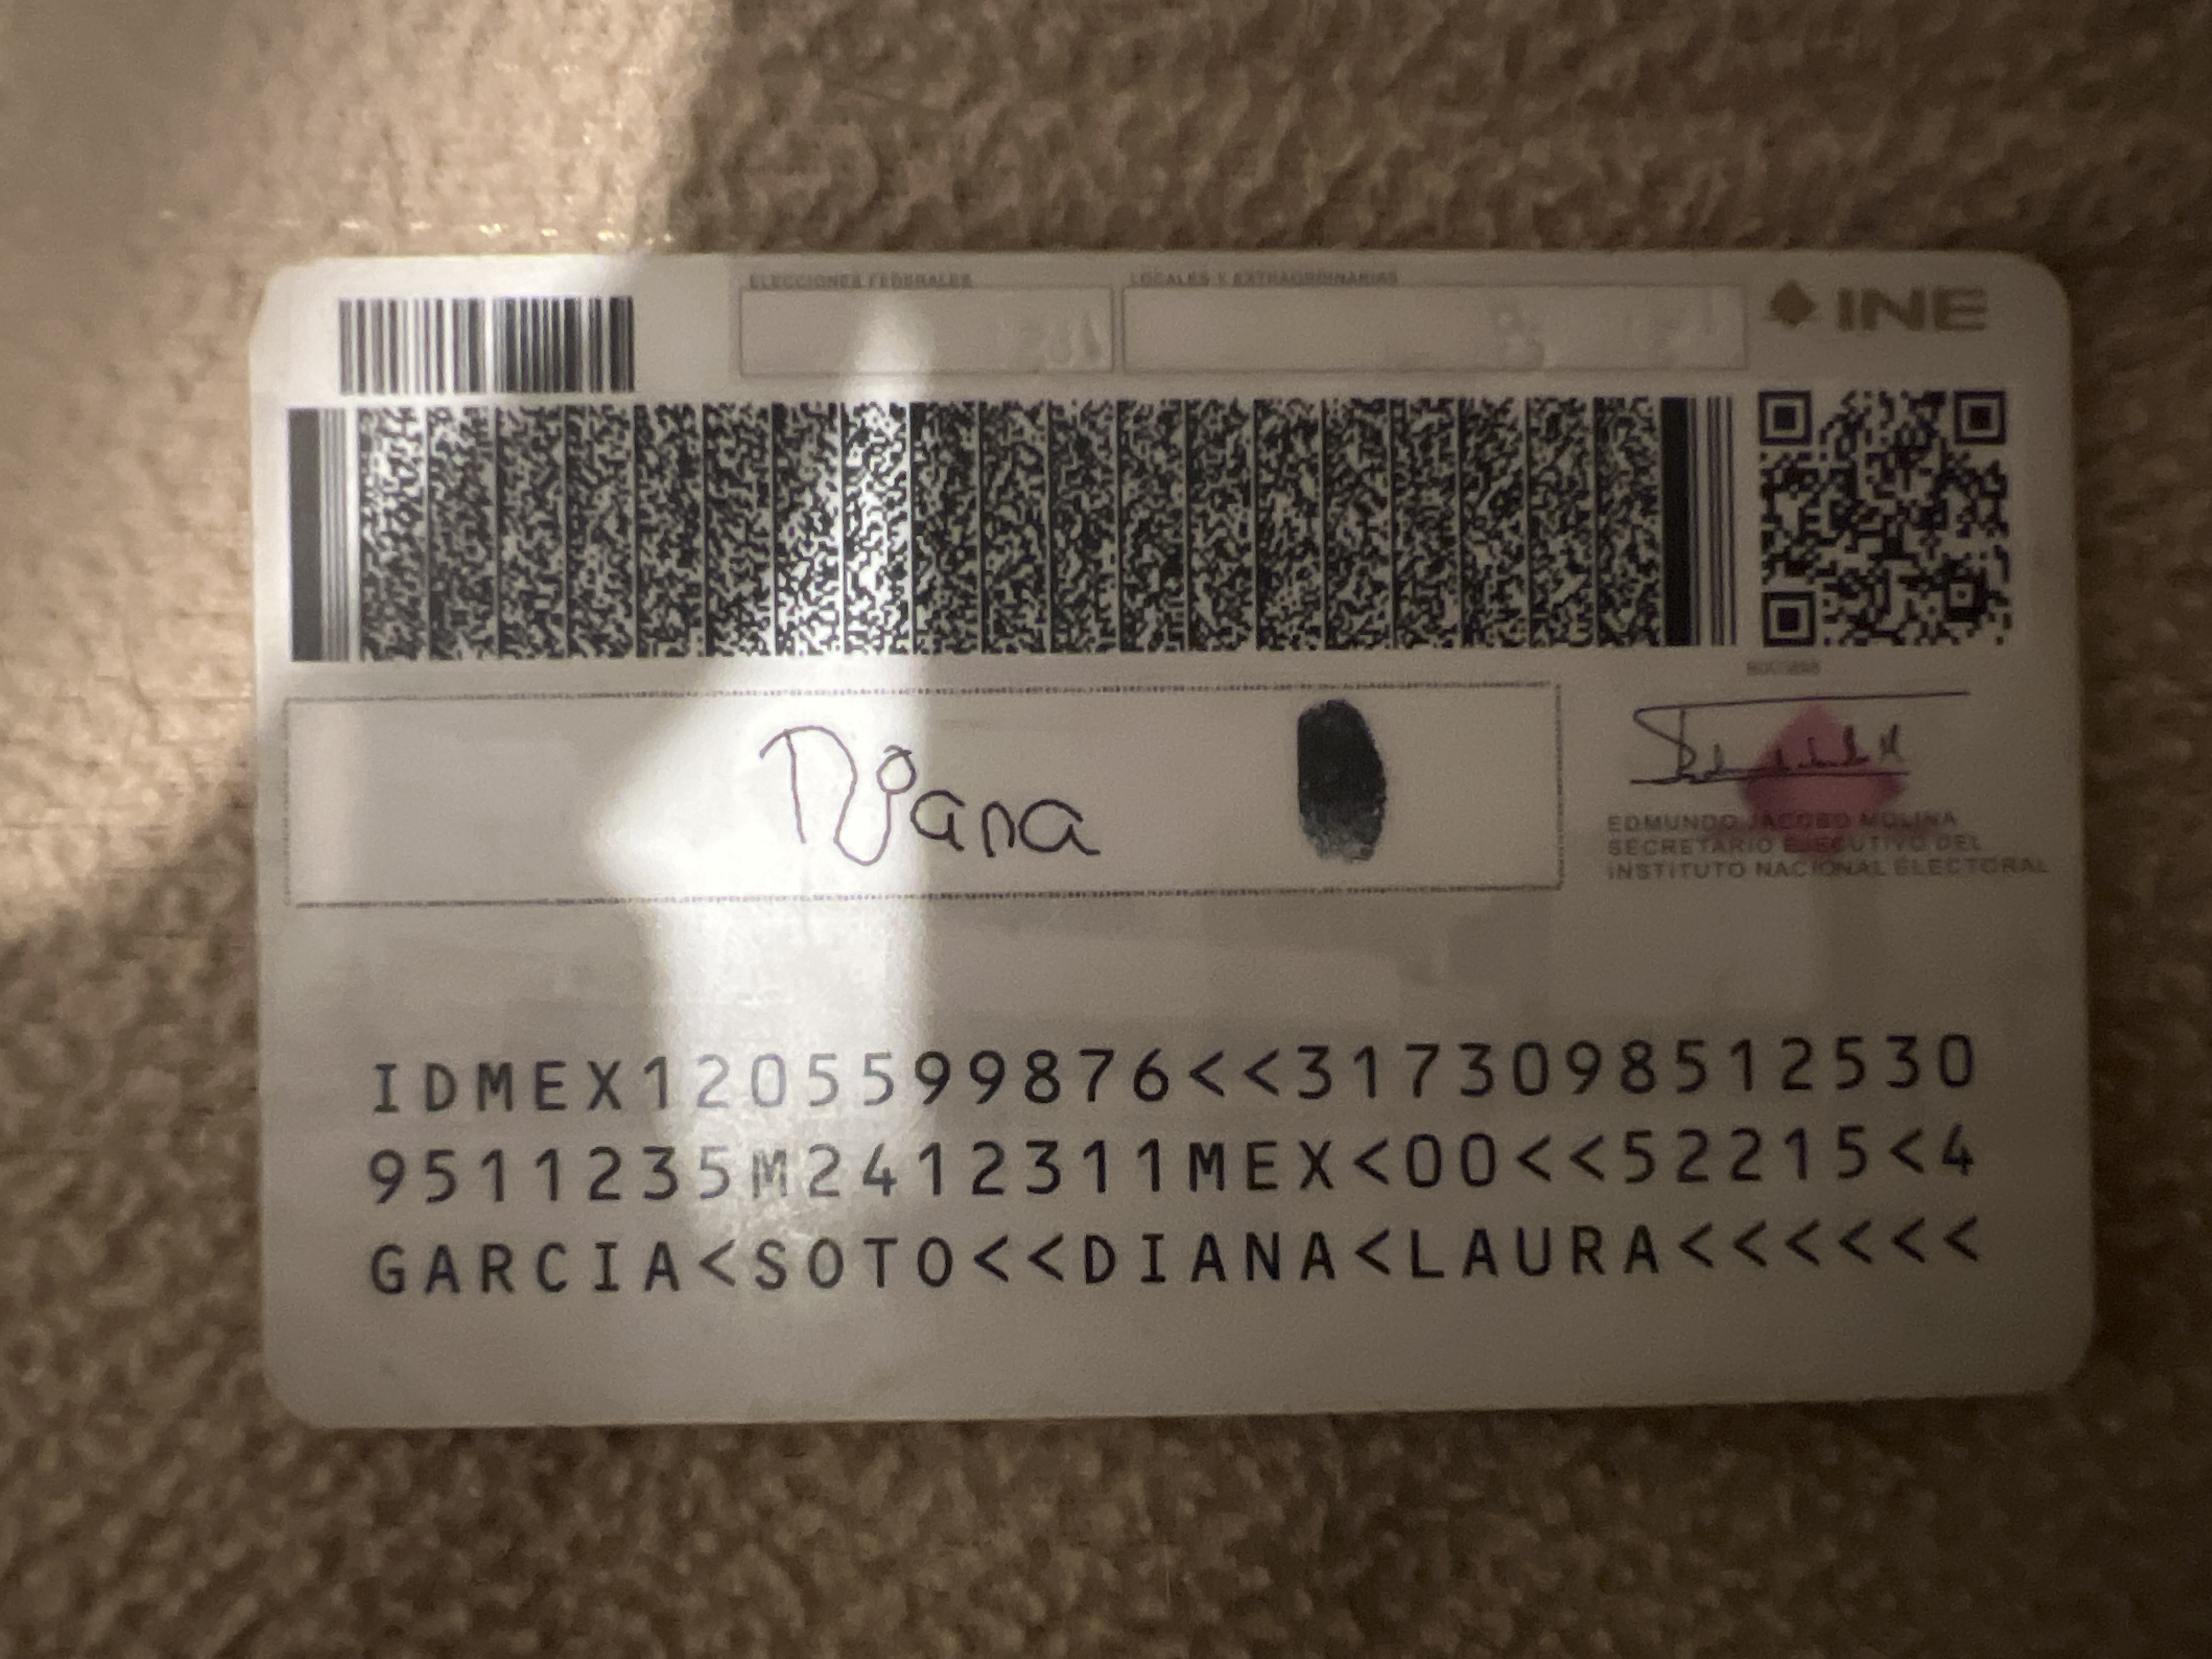 ELECCIONES FEDERALES
LOCALES Y EXTRAORDINARIAS
INE
Diana
EDMUNDO JACOBO MOLINA
SECRETARIO EJECUTIVO DEL
INSTITUTO NACIONAL ELECTORAL
IDMEX1205599876<<3173098512530
9511235M2412311MEX<00<<52215<4
GARCIA<SOTO<<DIANA<LAURA<<<<<<